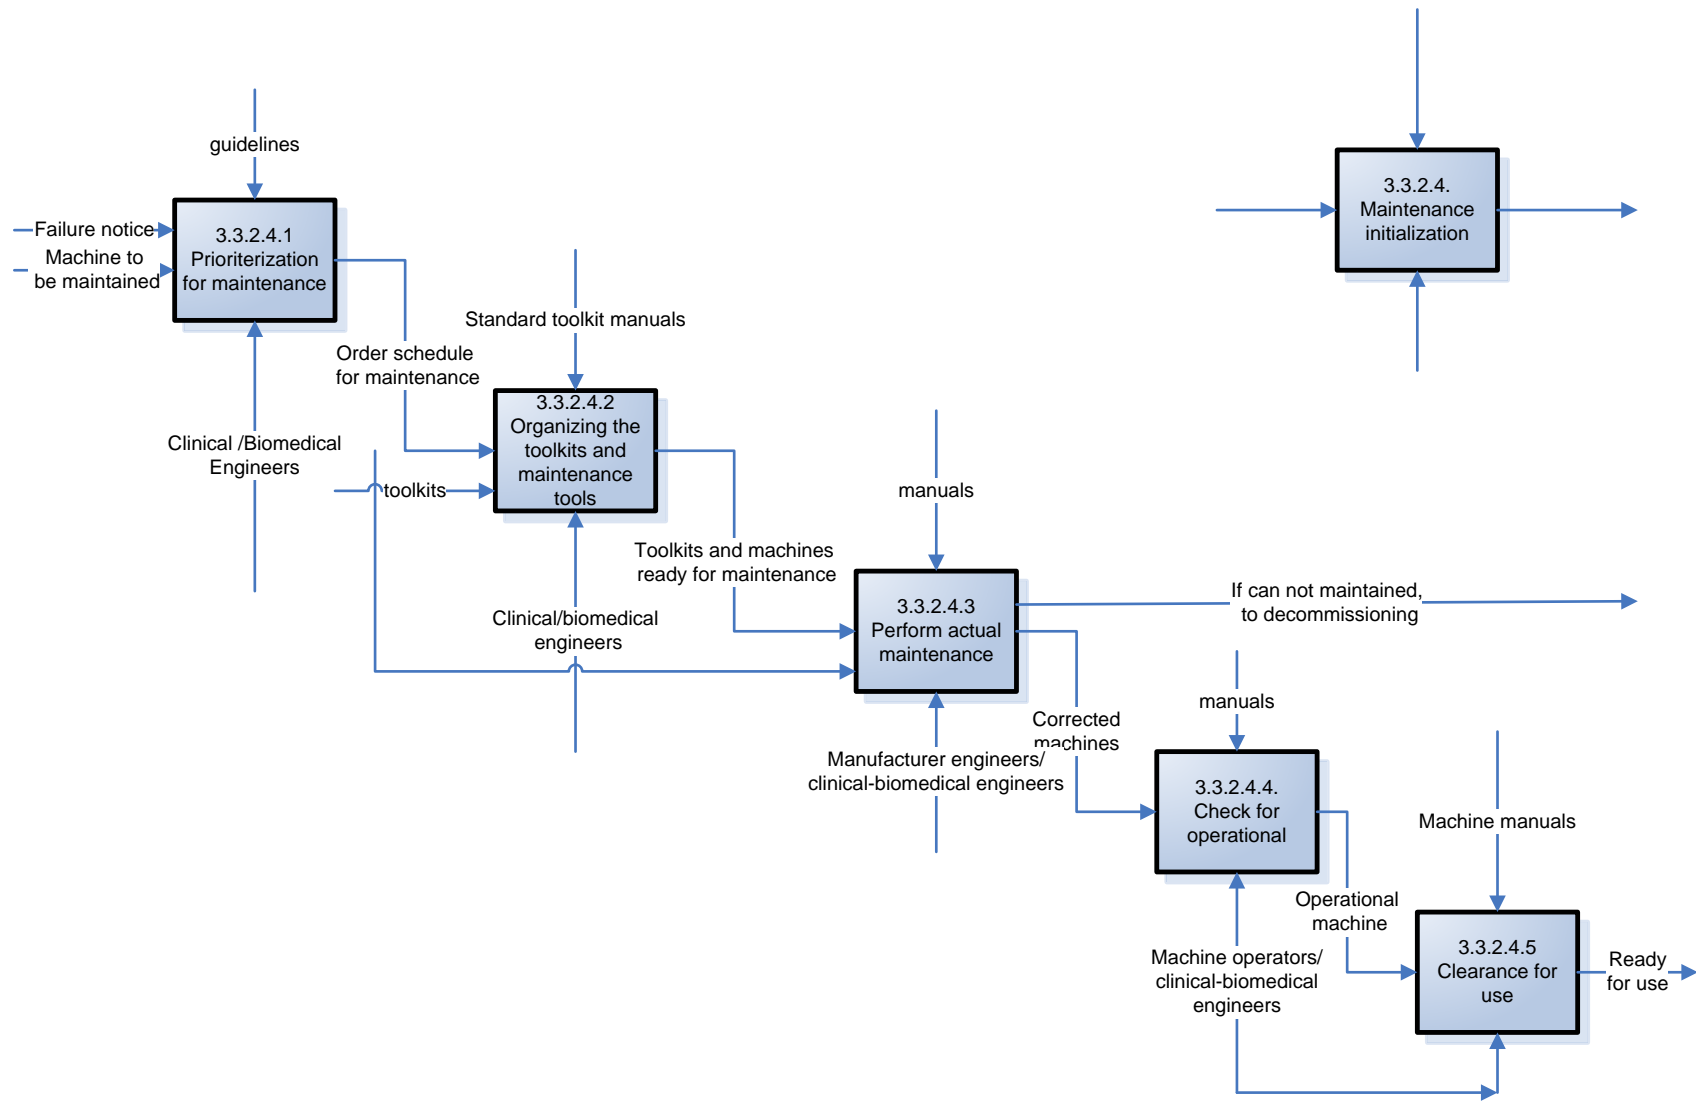 guidelines
Failure notice
Machine to
be maintained
3.3.2.4.1
Prioriterization
for maintenance
Clinical /Biomedical
Engineers
Order schedule
for maintenance
Standard toolkit manuals
3.3.2.4.2
Organizing the
toolkits and
maintenance
tools
toolkits
Clinical/biomedical
engineers
Toolkits and machines
ready for maintenance
manuals
3.3.2.4.3
Perform actual
maintenance
If can not maintained,
to decommissioning
Manufacturer engineers/
clinical-biomedical engineers
Corrected
machines
manuals
3.3.2.4.4.
Check for
operational
Machine operators/
clinical-biomedical
engineers
Operational
machine
Machine manuals
3.3.2.4.5
Clearance for
use
Ready
for use
3.3.2.4.
Maintenance
initialization